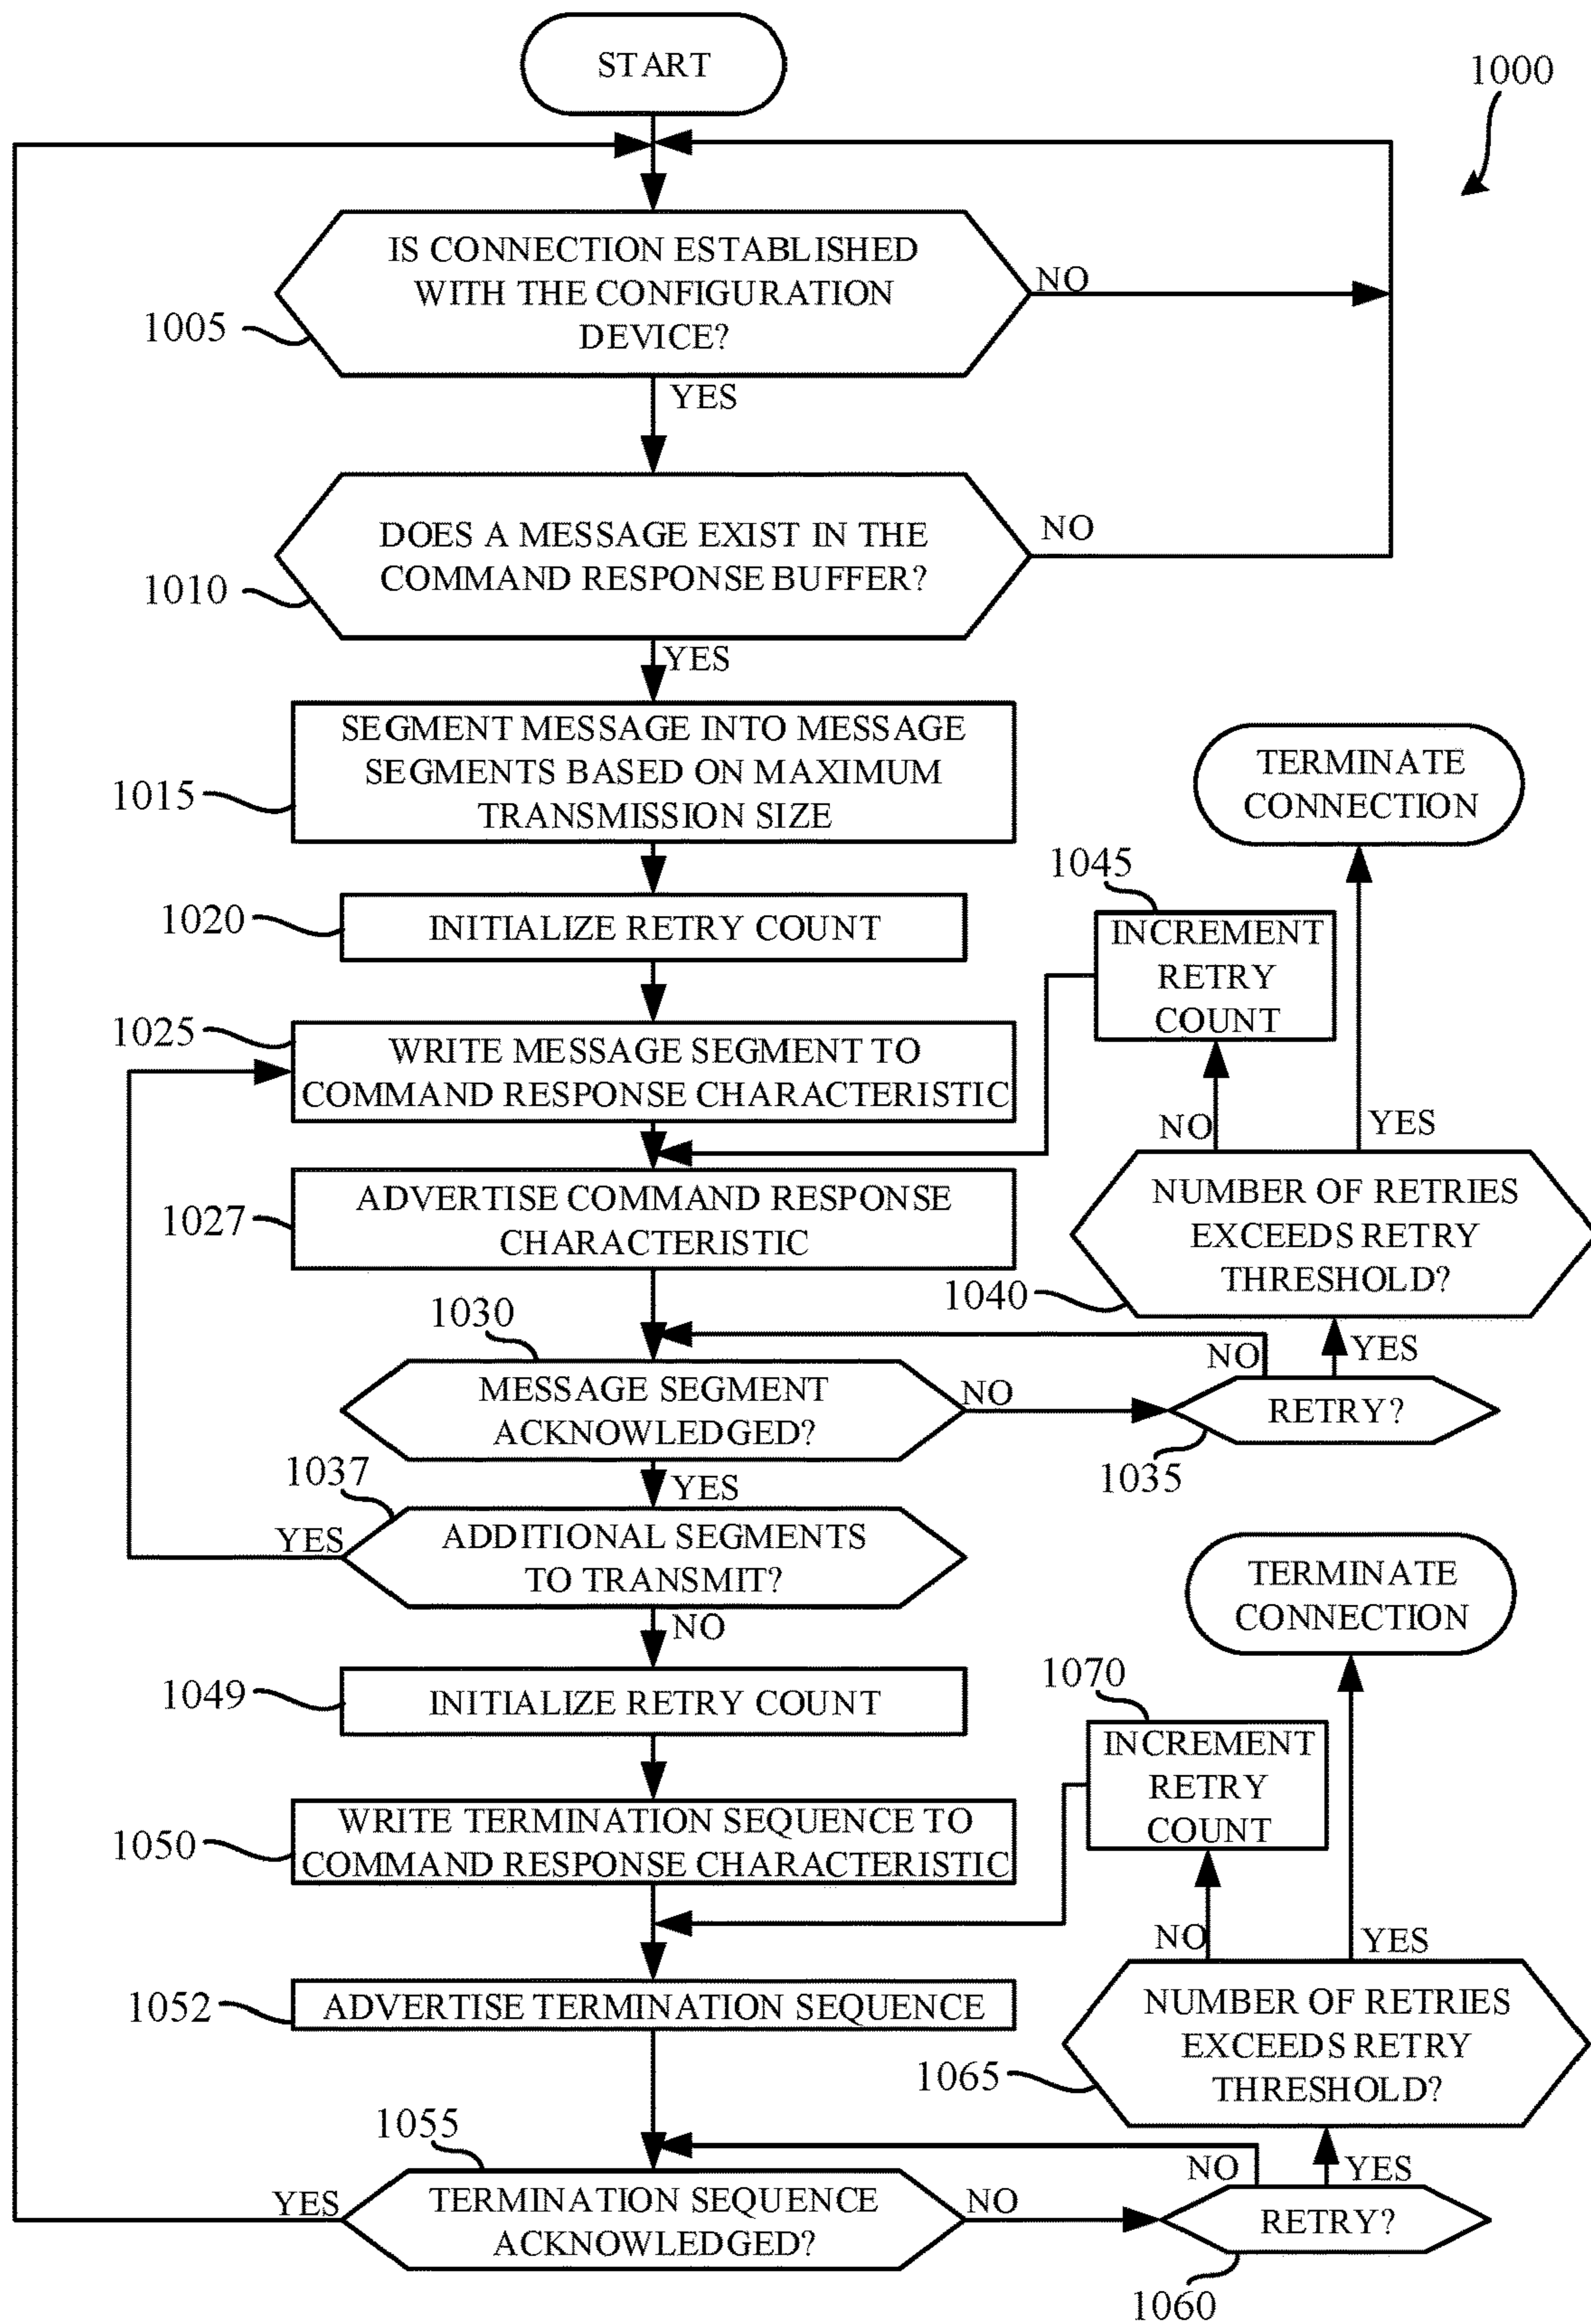 START
1000
IS CONNECTION ESTABLISHED
WITH THE CONFIGURATION
DEVICE?
NO
1005
YES
DOES A MESSAGE EXIST IN THE
COMMAND RESPONSE BUFFER?
NO
1010
YES
SEGMENT MESSAGE INTO MESSAGE
SEGMENTS BASED ON MAXIMUM
TRANSMISSION SIZE
1015
TERMINATE
CONNECTION
1045
1020
INITIALIZE RETRY COUNT
INCREMENT
RETRY
COUNT
1025
WRITE MESSAGE SEGMENT TO
COMMAND RESPONSE CHARACTERISTIC
NO
YES
1027
ADVERTISE COMMAND RESPONSE
CHARACTERISTIC
NUMBER OF RETRIES
EXCEEDS RETRY
THRESHOLD?
1040
1030
NO
YES
MESSAGE SEGMENT
ACKNOWLEDGED?
NO
RETRY?
1035
1037
YES
YES
ADDITIONAL SEGMENTS
TO TRANSMIT?
NO
TERMINATE
CONNECTION
1070
1049
INITIALIZE RETRY COUNT
INCREMENT
RETRY
COUNT
1050
WRITE TERMINATION SEQUENCE TO
COMMAND RESPONSE CHARACTERISTIC
NO
YES
1052
ADVERTISE TERMINATION SEQUENCE
NUMBER OF RETRIES
EXCEEDS RETRY
THRESHOLD?
1065
1055
NO
YES
YES
TERMINATION SEQUENCE
ACKNOWLEDGED?
NO
RETRY?
1060